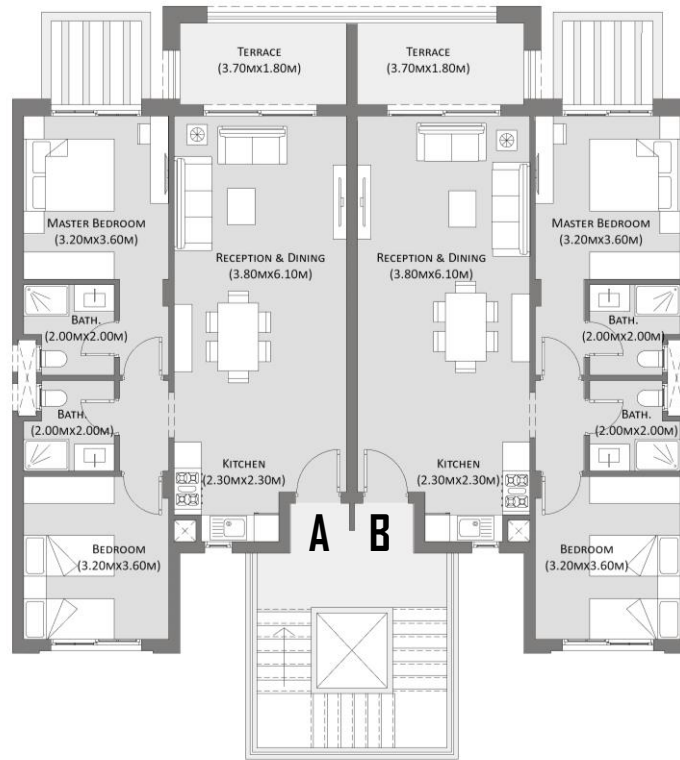 TERRACE
(3.70MX1.80M)
TERRACE
(3.70MX1.80M)
MASTER BEDROOM
(3.20MX3.60M)
RECEPTION & DINING
(3.80MX6.10M)
RECEPTION & DINING
(3.80MX6.10M)
MASTER BEDROOM
(3.20MX3.60M)
BATH.
(2.00MX2.00M)
BATH.
(2.00MX2.00M)
BATH.
(2.00MX2.00M)
BATH.
(2.00MX2.00M)
KITCHEN
(2.30MX2.30M)
KITCHEN
(2.30MX2.30M)
A B
BEDROOM
(3.20MX3.60M)
BEDROOM
(3.20MX3.60M)